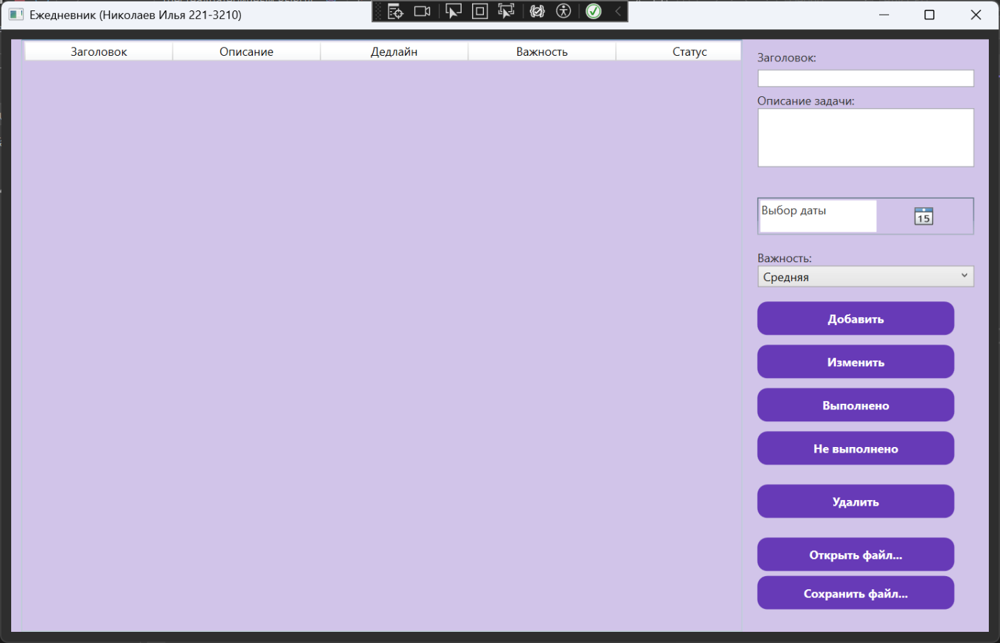 Ежедневник (Николаев Илья 221-3210)
Заголовок Описание Дедлайн Важность Статус
Заголовок:
Описание задачи:
Выбор даты
15
Важность:
Средняя
Добавить
Изменить
Выполнено
Не выполнено
Удалить
Открыть файл...
Сохранить файл...